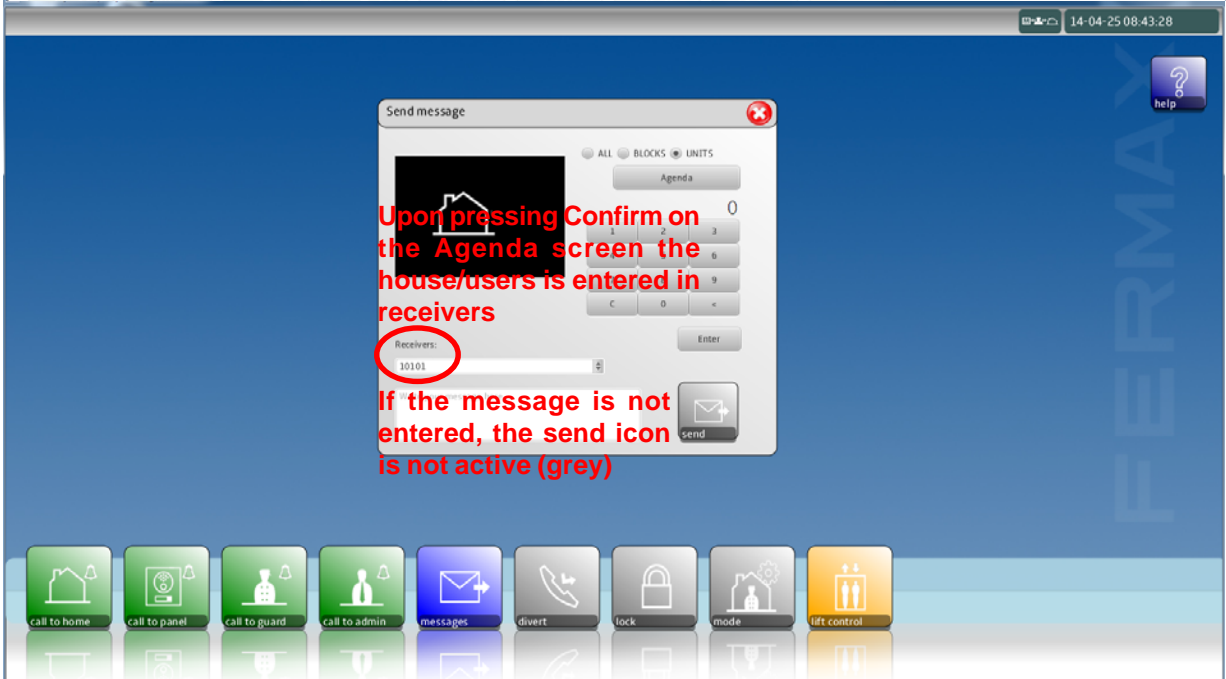 14-04-25 08:43:28
help
FERMAX
Send message
ALL BLOCKS UNITS
Agenda
0
1 2 3
6
9
C 0 <
Upon pressing Confirm on
the Agenda screen the
house/users is entered in
receivers
Enter
Receivers:
10101
If the message is not
entered, the send icon
is not active (grey)
send
call to home call to panel call to guard call to admin messages divert lock mode lift control